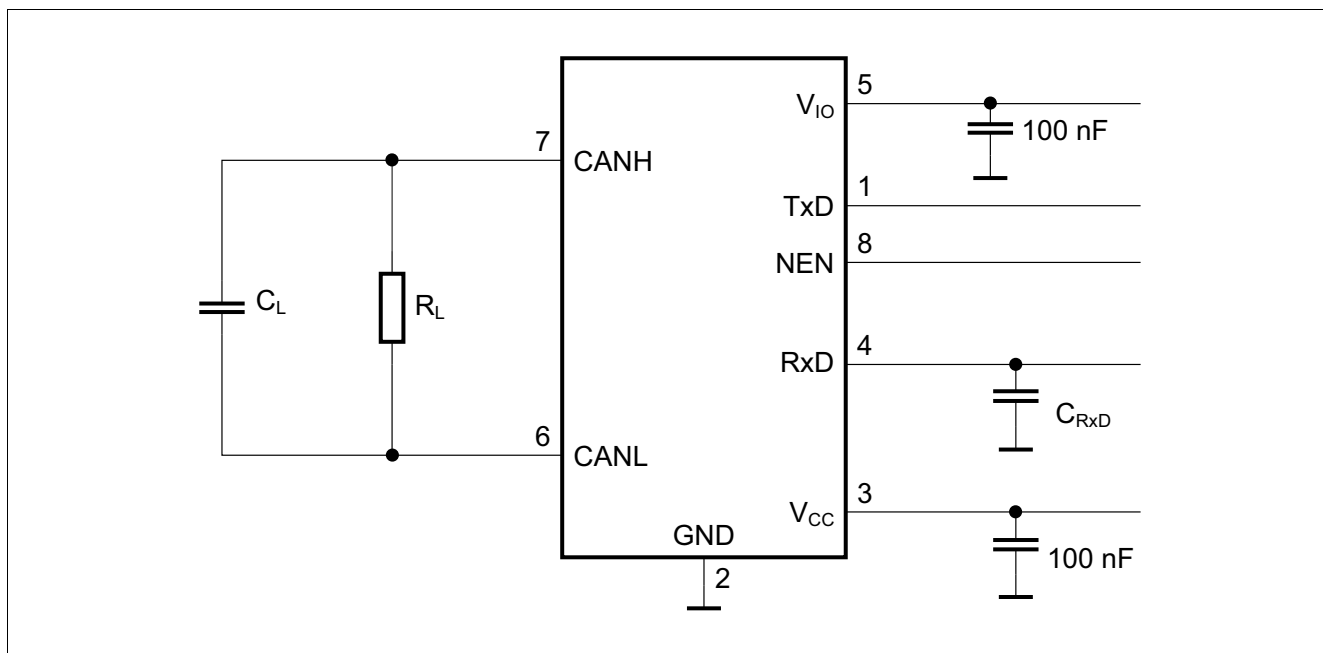 5
V_IO
100 nF
7
CANH
1
TxD
8
NEN
C_L
R_L
4
RxD
C_RxD
6
CANL
3
V_CC
GND
100 nF
2